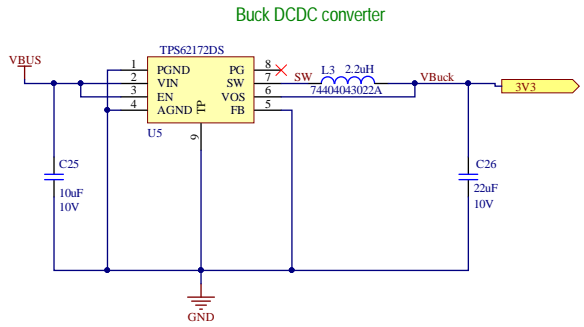 Buck DCDC converter
VBUS
TPS62172DS
1 PGND PG 8
2 VIN SW 7
3 EN VOS 6
4 AGND FB 5
TP
9
U5
SW
L3 2.2uH
74404043022A
VBuck
3V3
C25
10uF
10V
C26
22uF
10V
GND